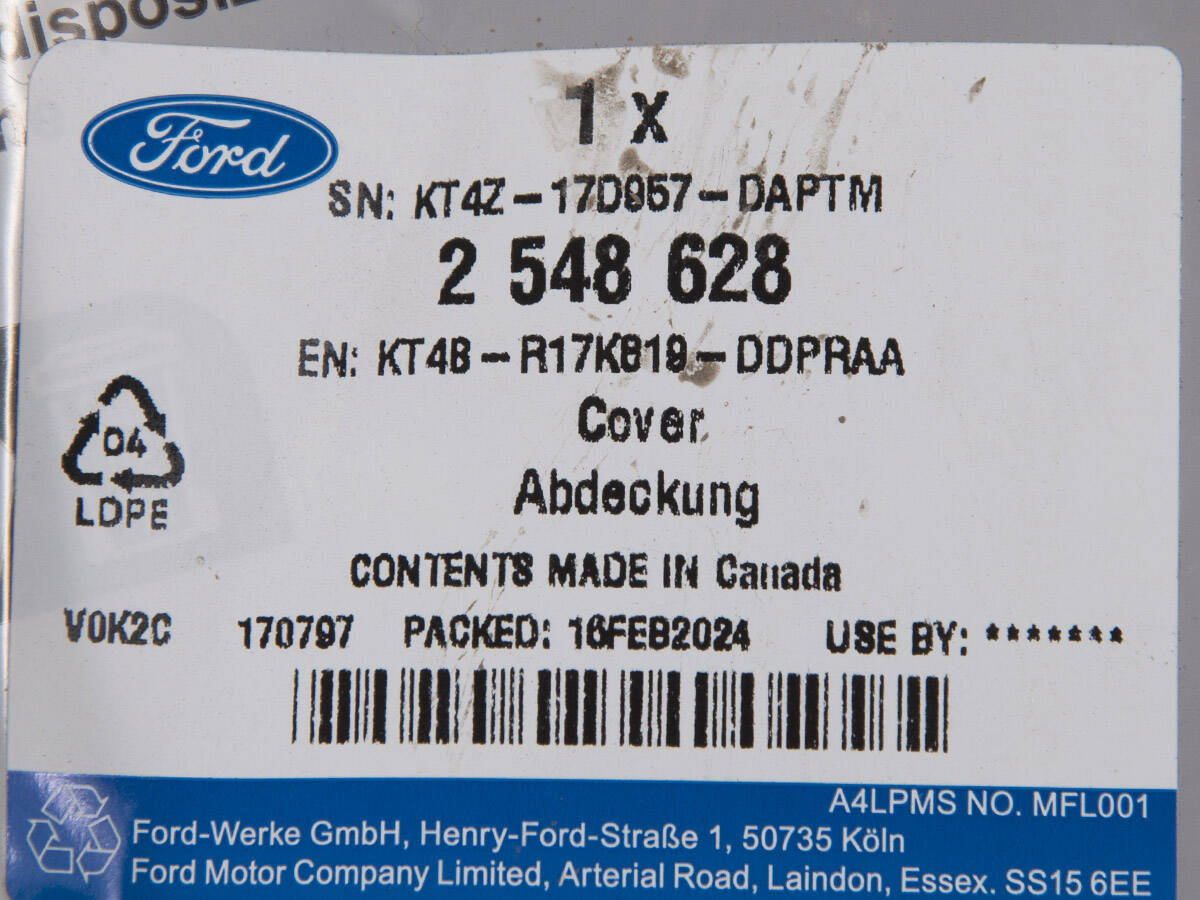 disposiz
Ford
1 x
SN: KT4Z-17D957-DAPTM
2 548 628
EN: KT4B-R17K819-DDPRAA
Cover
04
LDPE
Abdeckung
CONTENTS MADE IN Canada
V0K2C 170797 PACKED: 16FEB2024 USE BY: *******
A4LPMS NO. MFL001
Ford-Werke GmbH, Henry-Ford-Straße 1, 50735 Köln
Ford Motor Company Limited, Arterial Road, Laindon, Essex. SS15 6EE